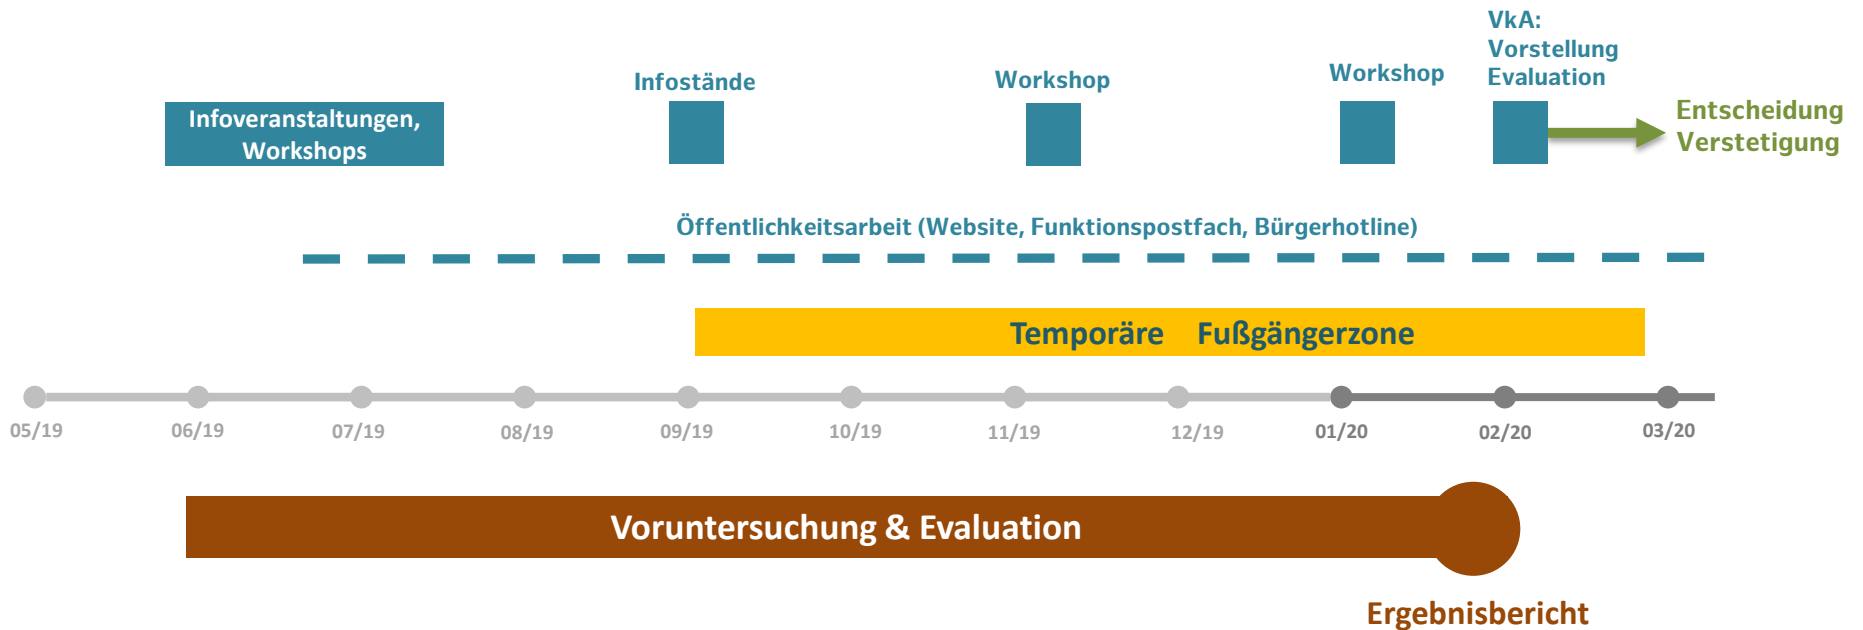 VkA:
Vorstellung
Evaluation
Infostände
Workshop
Workshop
Infoveranstaltungen,
Workshops
Entscheidung
Verstetigung
Öffentlichkeitsarbeit (Website, Funktionspostfach, Bürgerhotline)
Temporäre Fußgängerzone
05/19 06/19 07/19 08/19 09/19 10/19 11/19 12/19 01/20 02/20 03/20
Voruntersuchung & Evaluation
Ergebnisbericht